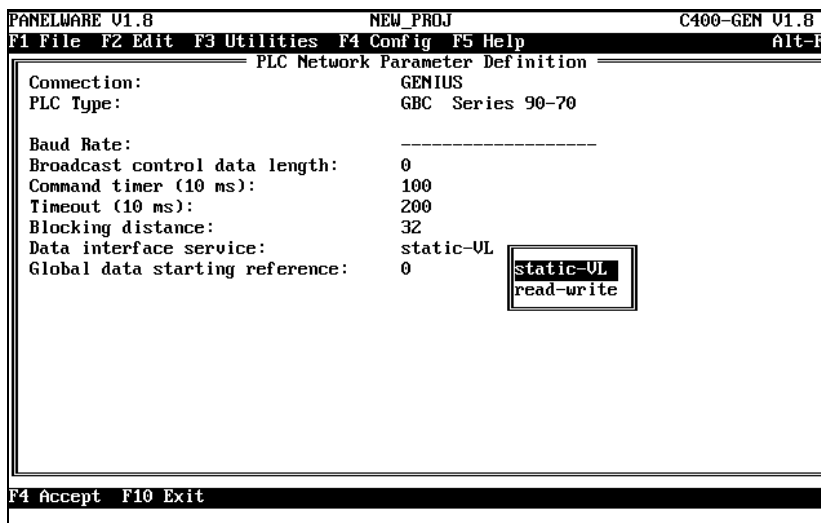 PANELWARE V1.8 NEW_PROJ C400-GEN V1.8
F1 File F2 Edit F3 Utilities F4 Config F5 Help
PLC Network Parameter Definition
Connection: GENIUS
PLC Type: GBC Series 90-70
Baud Rate: -------------------
Broadcast control data length: 0
Command timer (10 ms): 100
Timeout (10 ms): 200
Blocking distance: 32
Data interface service: static-VL
Global data starting reference: 0 static-VL
read-write
F4 Accept F10 Exit